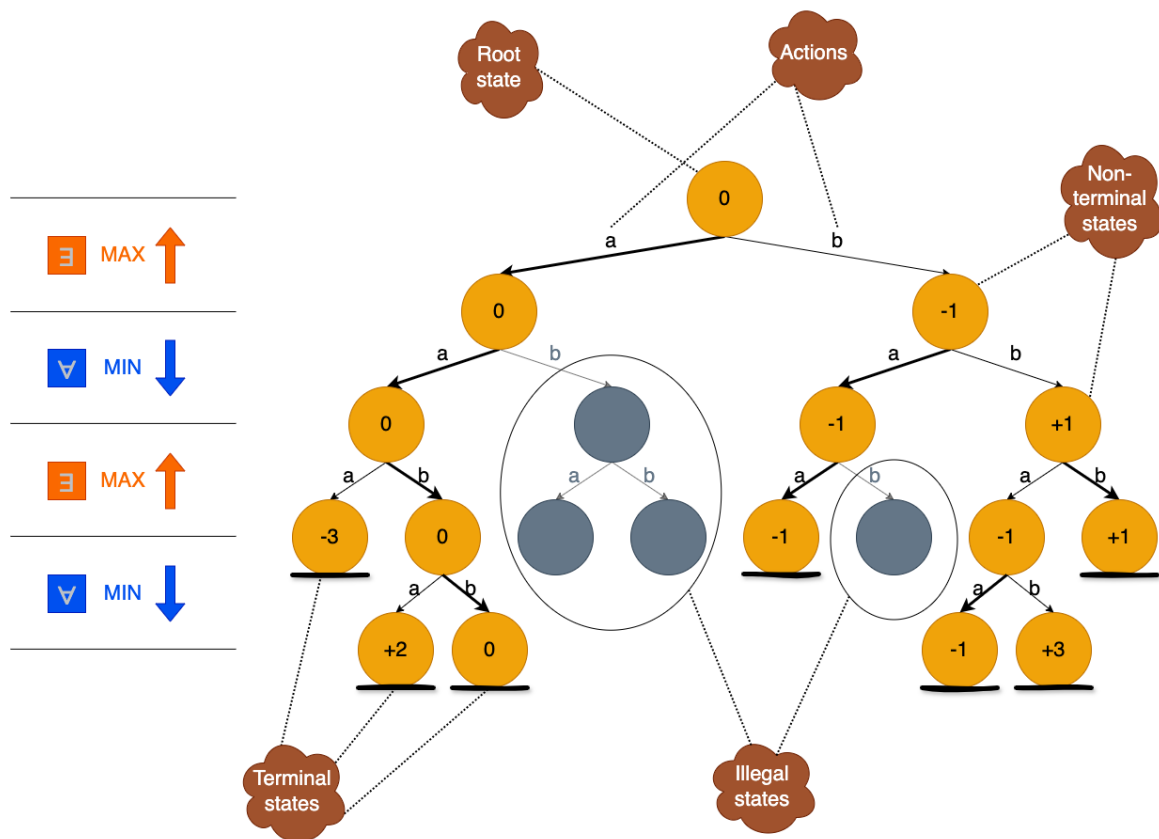 Root
state
Actions
Non-
terminal
states
0
a
b
∃ MAX
0
-1
a
b
a
b
∀ MIN
0
-1
+1
a
b
a
b
a
b
a
b
∃ MAX
-3
0
-1
-1
+1
a
b
a
b
∀ MIN
+2
0
-1
+3
Terminal
states
Illegal
states